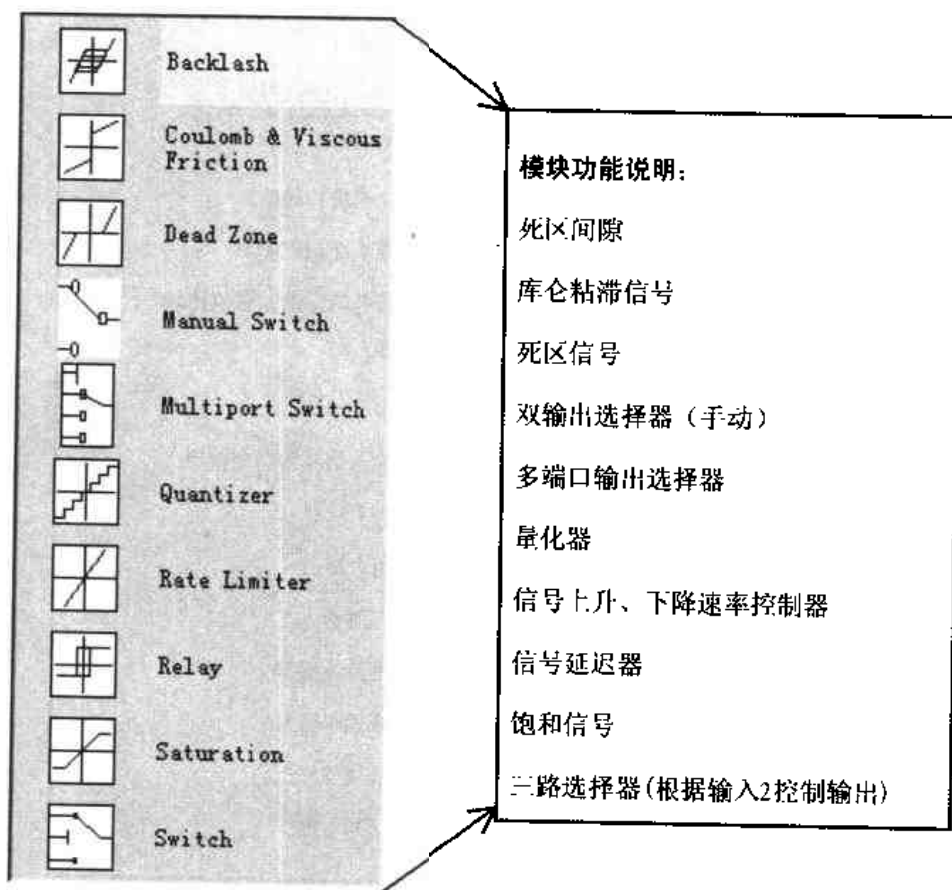 Backlash
Coulomb & Viscous
Friction
Dead Zone
Manual Switch
Multiport Switch
Quantizer
Rate Limiter
Relay
Saturation
Switch
模块功能说明:
死区间隙
库仑粘滞信号
死区信号
双输出选择器（手动）
多端口输出选择器
量化器
信号上升、下降速率控制器
信号延迟器
饱和信号
三路选择器(根据输入2控制输出)